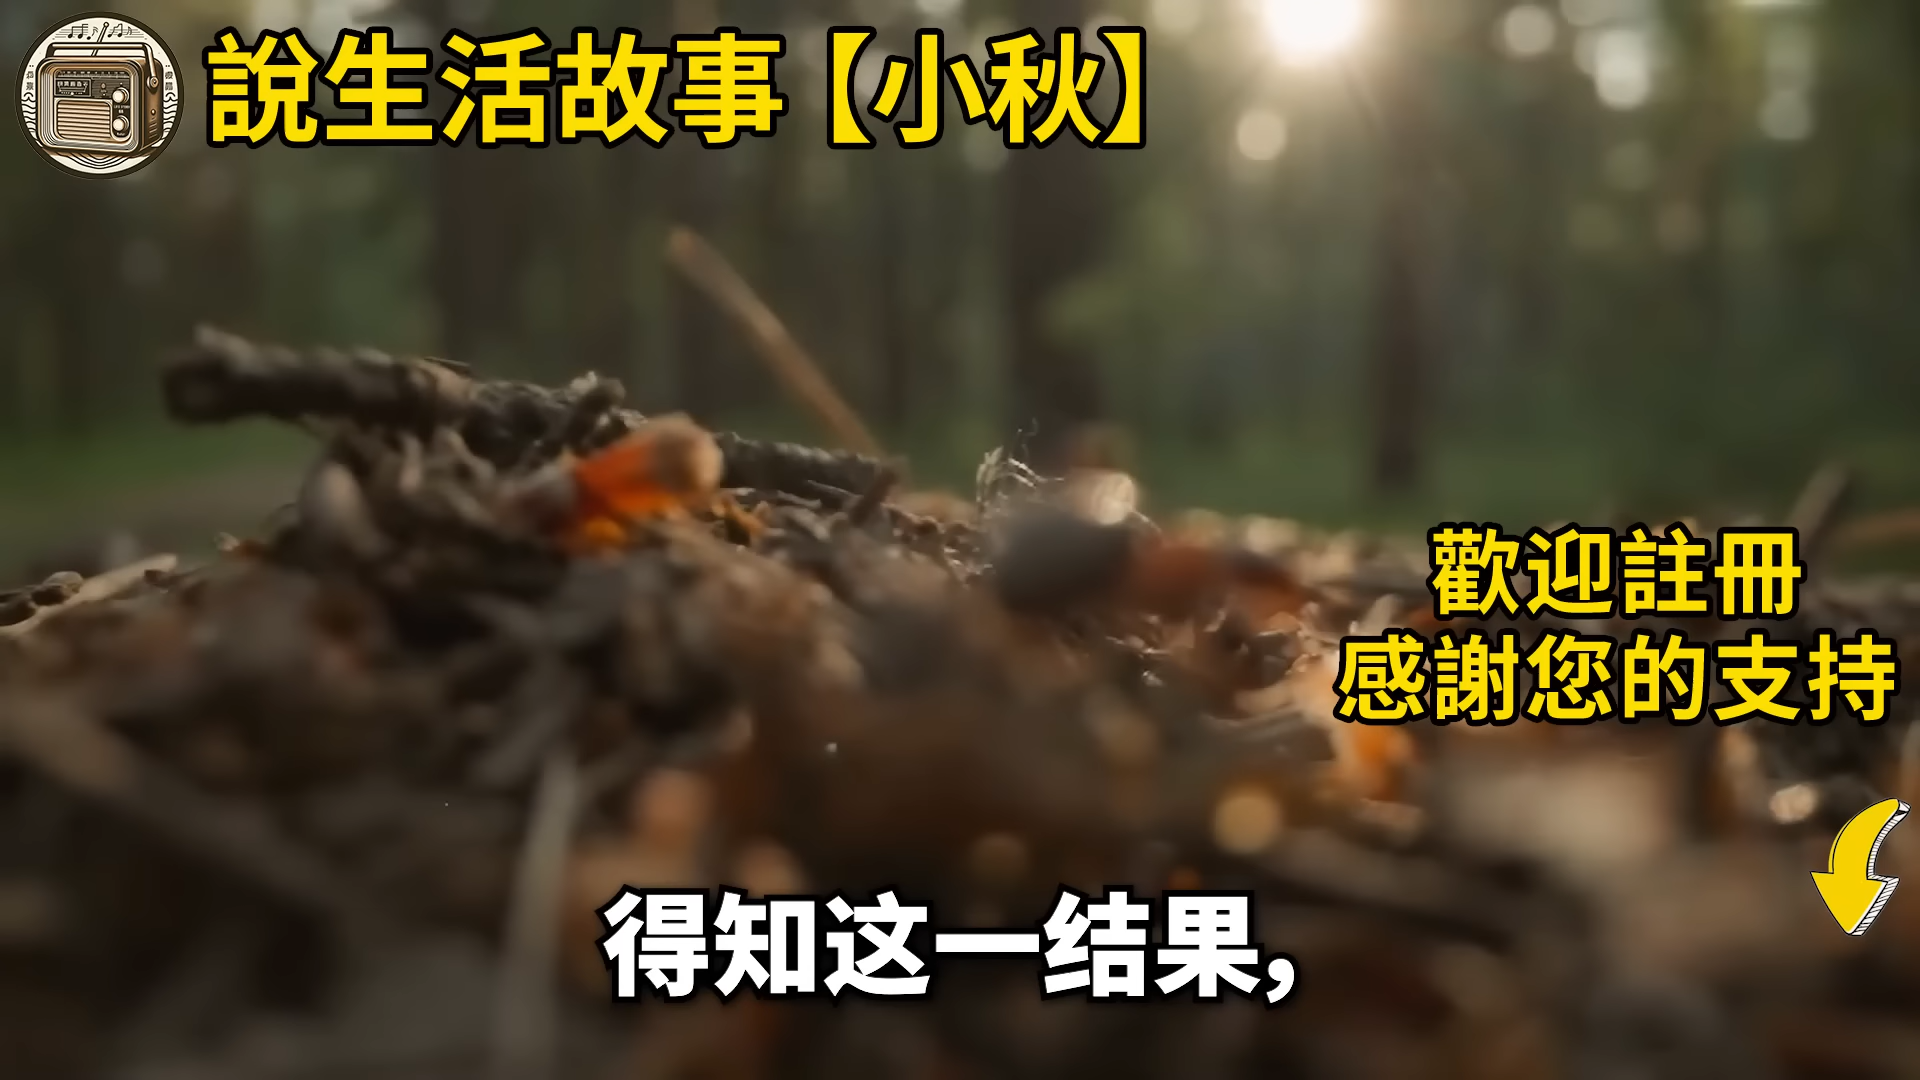 說生活故事【小秋】
歡迎註冊
感謝您的支持
得知这一结果,